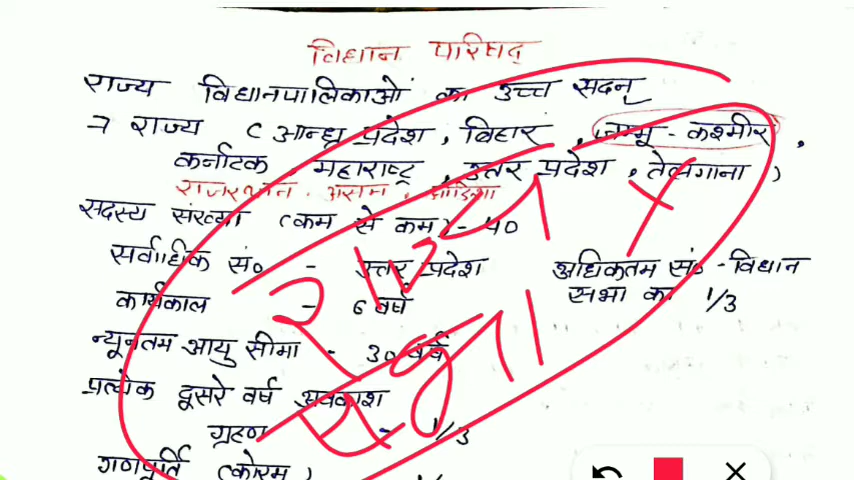 विधान परिषद्
राज्य विधानपालिकाओं का उच्च सदन
7 राज्य ( आन्ध्र प्रदेश , बिहार , जम्मू - कश्मीर ,
कर्नाटक , महाराष्ट्र , उत्तर प्रदेश , तेलंगाना )
राजस्थान , असम , ओडिशा
सदस्य संख्या (कम से कम) - 40
सर्वाधिक सं० - उत्तर प्रदेश
अधिकतम सं० - विधान
सभा का 1/3
कार्यकाल - 6 वर्ष
न्यूनतम आयु सीमा - 30 वर्ष
प्रत्येक दूसरे वर्ष अवकाश
ग्रहण - 1/3
गणपूर्ति (कोरम)
राज्य
सभा